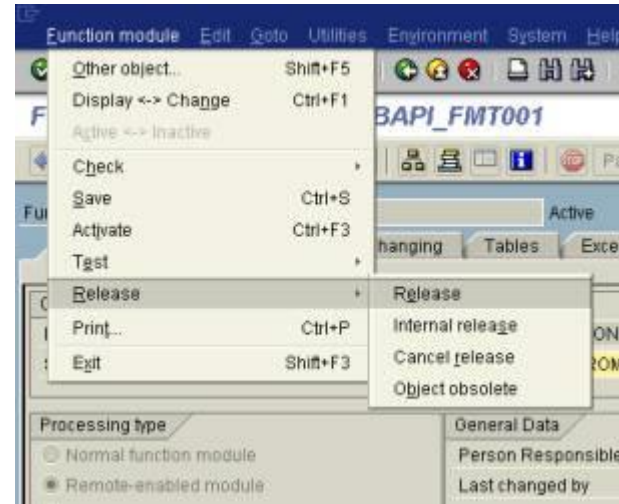 Function module Edit Goto Utilities Environment System Help
Other object... Shift+F5
Display <-> Change Ctrl+F1
BAPI_FMT001
Active <-> Inactive
Check
Save Ctrl+S
Active
Activate Ctrl+F3
hanging Tables Exce
Test
Release
Release
Print... Ctrl+P
Internal release
Exit Shift+F3
Cancel release
Object obsolete
Processing type
General Data
Normal function module
Person Responsible
Remote-enabled module
Last changed by